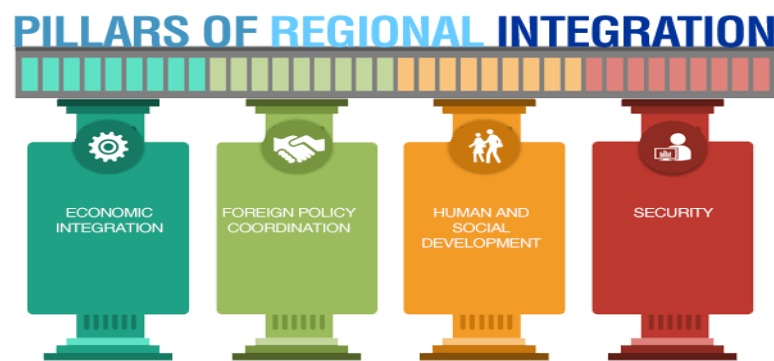 PILLARS OF REGIONAL INTEGRATION
ECONOMIC
INTEGRATION
FOREIGN POLICY
COORDINATION
HUMAN AND
SOCIAL
DEVELOPMENT
SECURITY